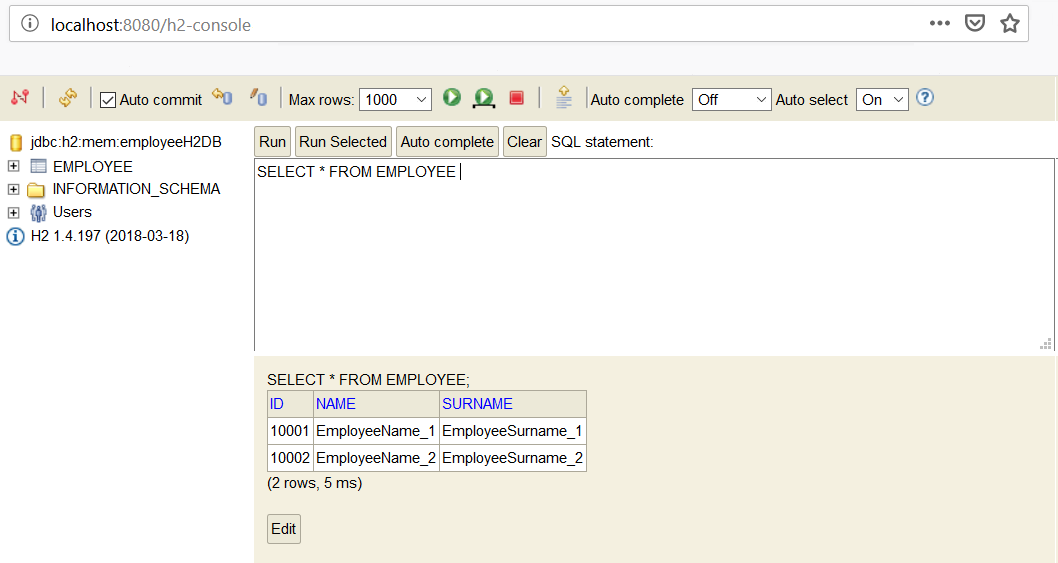 localhost:8080/h2-console
Auto commit Max rows: 1000 Auto complete Off Auto select On
jdbc:h2:mem:employeeH2DB
EMPLOYEE
INFORMATION_SCHEMA
Users
H2 1.4.197 (2018-03-18)
Run Run Selected Auto complete Clear SQL statement:
SELECT * FROM EMPLOYEE
SELECT * FROM EMPLOYEE;
ID NAME SURNAME
10001 EmployeeName_1 EmployeeSurname_1
10002 EmployeeName_2 EmployeeSurname_2
(2 rows, 5 ms)
Edit